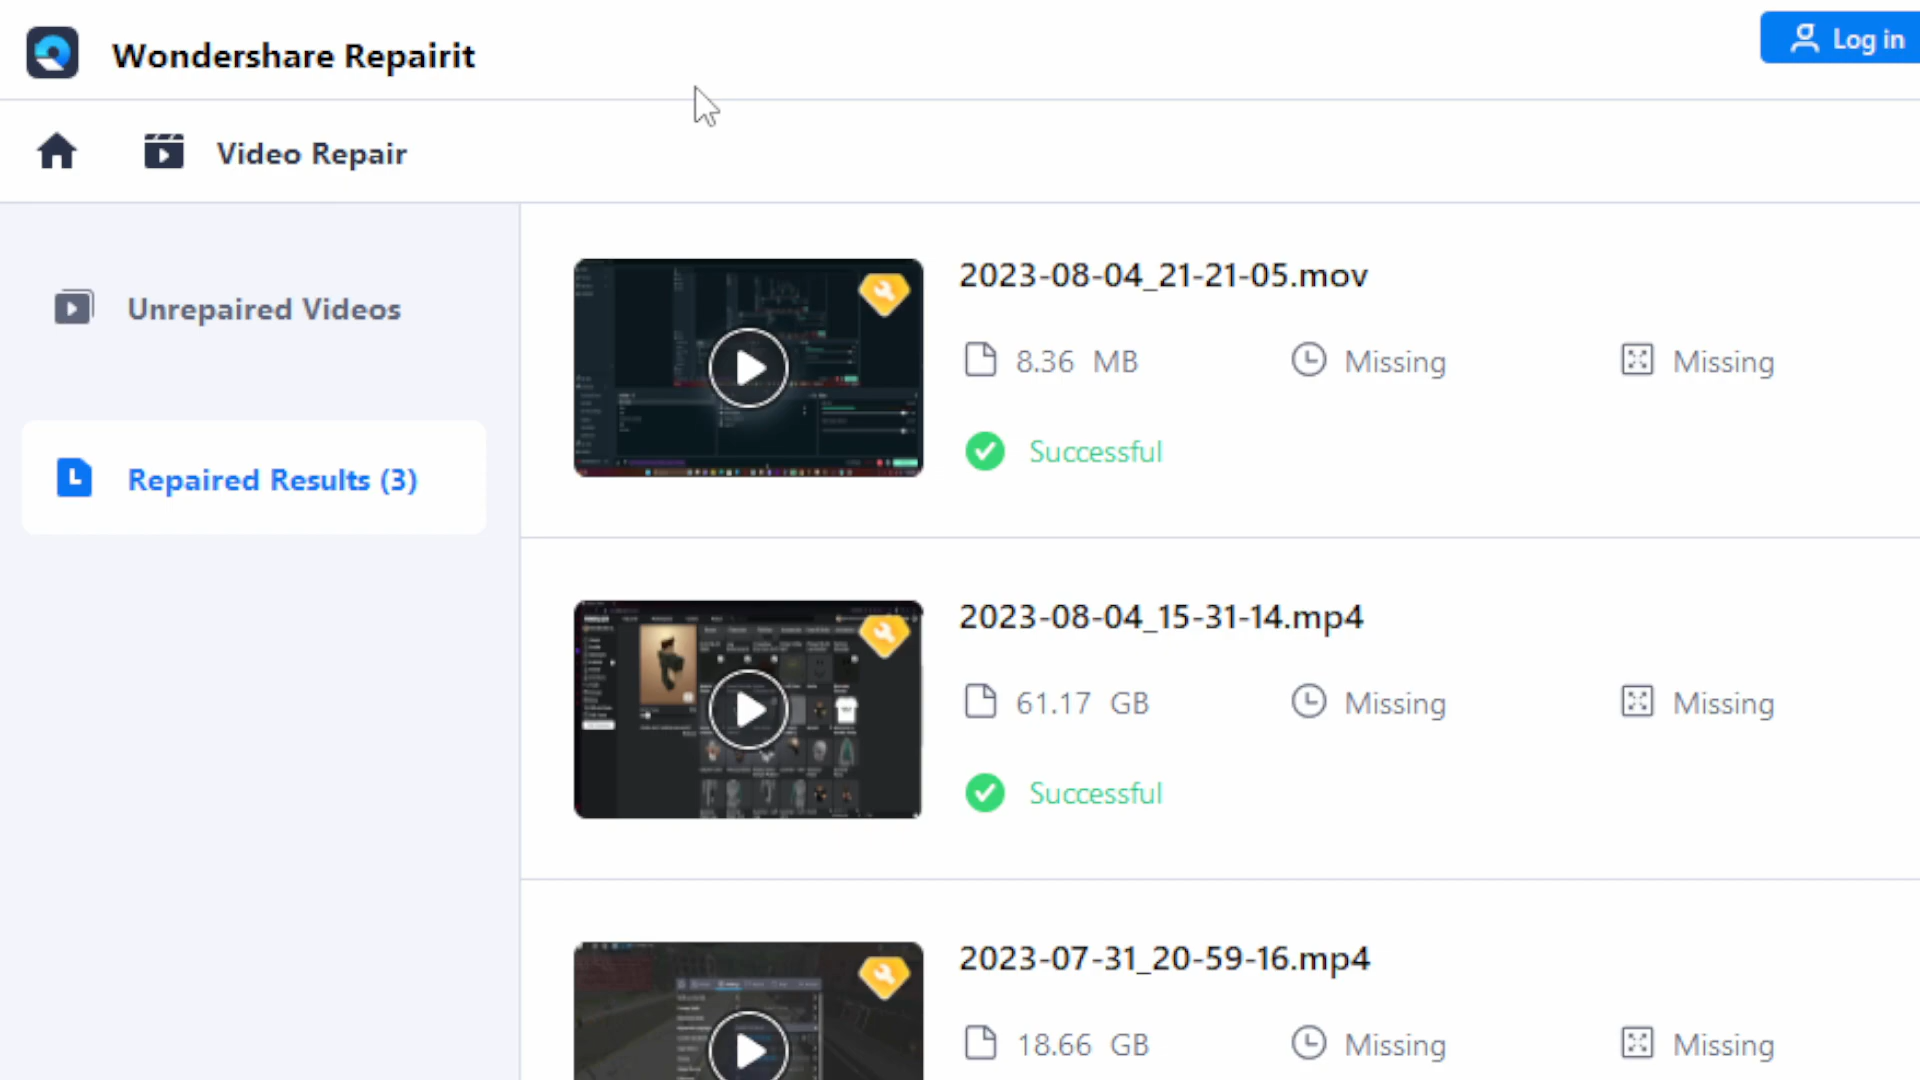 Wondershare Repairit
Log in
Video Repair
Unrepaired Videos
Repaired Results (3)
2023-08-04_21-21-05.mov
8.36 MB
Missing
Missing
Successful
2023-08-04_15-31-14.mp4
61.17 GB
Missing
Missing
Successful
2023-07-31_20-59-16.mp4
18.66 GB
Missing
Missing